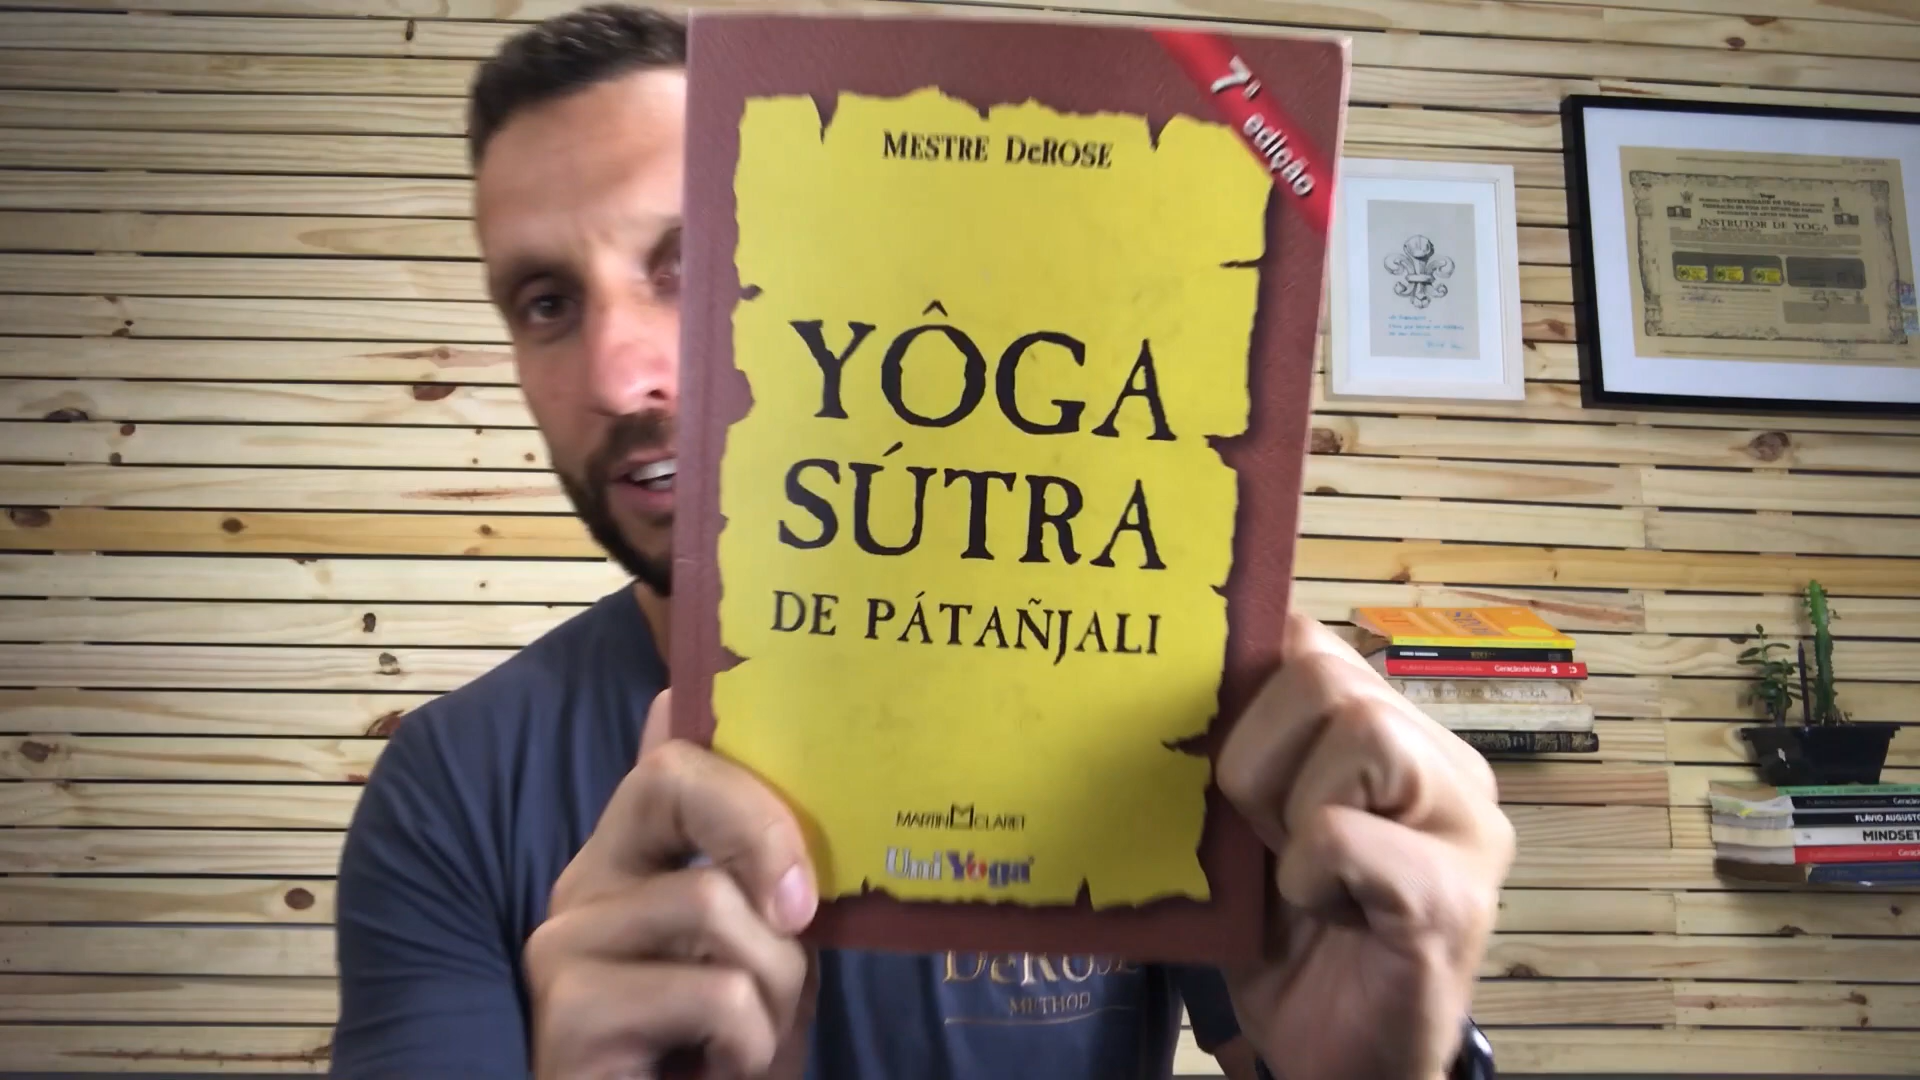 MESTRE DeROSE
7ª edição
YÔGA
SÚTRA
DE PÁTAÑJALI
MARTIN CLARET
Uni Yôga
DeROSE
METHOD
INSTRUTOR DE YÔGA
Geração de Valor 3
FLÁVIO AUGUSTO
MINDSET